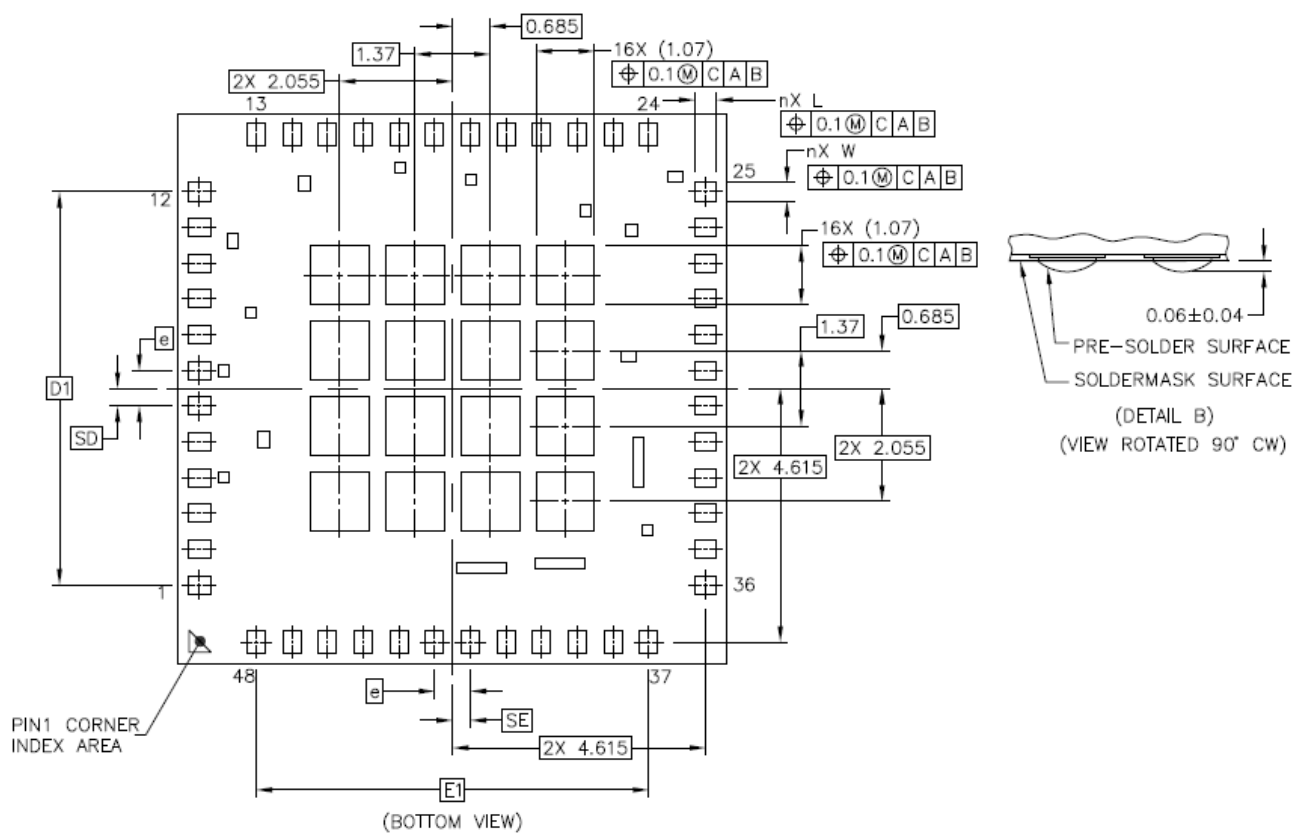 0.685
1.37
16X (1.07)
⌖ 0.1 Ⓜ C A B
2X 2.055
13
24
nX L
⌖ 0.1 Ⓜ C A B
nX W
⌖ 0.1 Ⓜ C A B
25
12
16X (1.07)
⌖ 0.1 Ⓜ C A B
0.685
1.37
0.06±0.04
e
PRE-SOLDER SURFACE
D1
SOLDERMASK SURFACE
(DETAIL B)
SD
(VIEW ROTATED 90° CW)
2X 2.055
2X 4.615
1
36
48
37
e
SE
PIN1 CORNER
INDEX AREA
2X 4.615
E1
(BOTTOM VIEW)